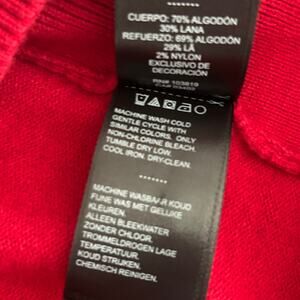 CUERPO: 70% ALGODÓN
30% LANA
REFUERZO: 69% ALGODÓN
29% LÃ
2% NYLON
EXCLUSIVO DE
DECORACIÓN
RN# 103819
MACHINE WASH COLD
GENTLE CYCLE WITH
SIMILAR COLORS. ONLY
NON-CHLORINE BLEACH.
TUMBLE DRY LOW.
COOL IRON. DRY-CLEAN.
MACHINE WASBAAR KOUD
FIJNE WAS MET GELIJKE
KLEUREN.
ALLEEN BLEEKWATER
ZONDER CHLOOR.
TROMMELDROGEN LAGE
TEMPERATUUR.
KOUD STRIJKEN.
CHEMISCH REINIGEN.